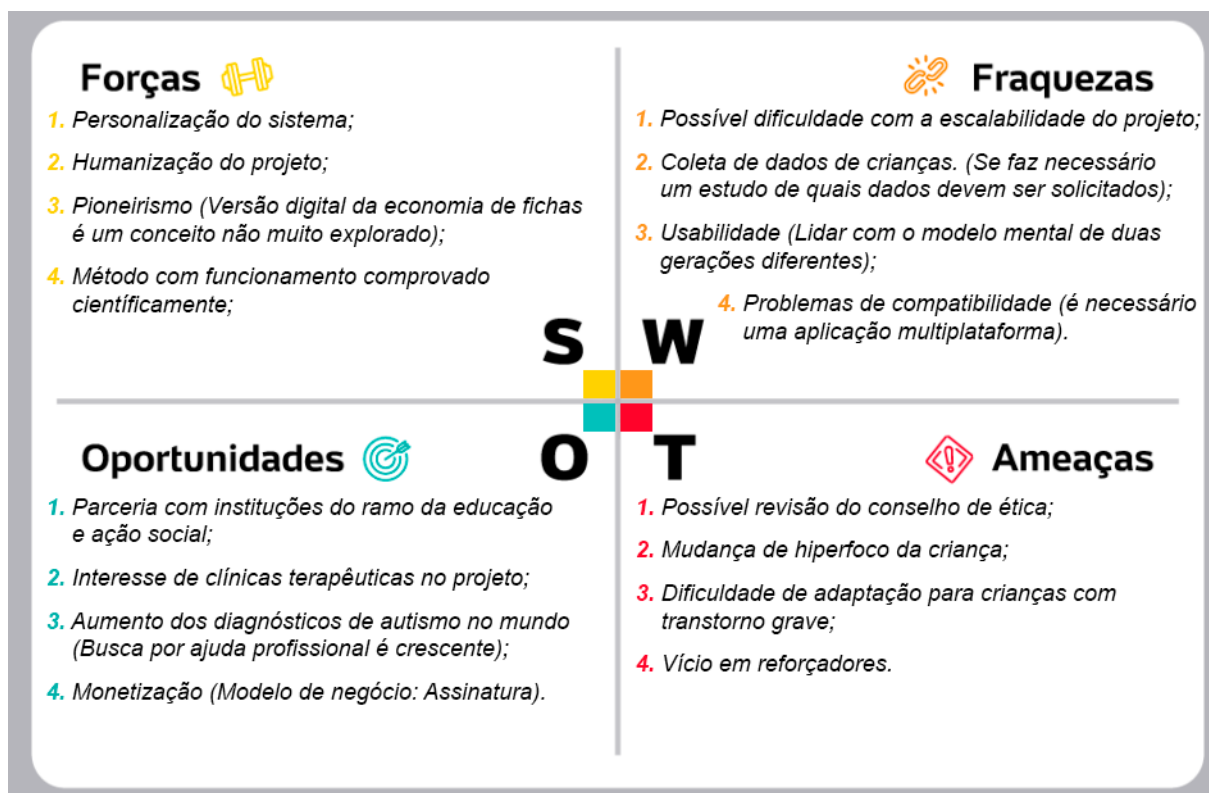 Forças
1. Personalização do sistema;
2. Humanização do projeto;
3. Pioneirismo (Versão digital da economia de fichas
é um conceito não muito explorado);
4. Método com funcionamento comprovado
científicamente;
Fraquezas
1. Possível dificuldade com a escalabilidade do projeto;
2. Coleta de dados de crianças. (Se faz necessário
um estudo de quais dados devem ser solicitados);
3. Usabilidade (Lidar com o modelo mental de duas
gerações diferentes);
4. Problemas de compatibilidade (é necessário
uma aplicação multiplataforma).
S W
O T
Oportunidades
1. Parceria com instituições do ramo da educação
e ação social;
2. Interesse de clínicas terapêuticas no projeto;
3. Aumento dos diagnósticos de autismo no mundo
(Busca por ajuda profissional é crescente);
4. Monetização (Modelo de negócio: Assinatura).
Ameaças
1. Possível revisão do conselho de ética;
2. Mudança de hiperfoco da criança;
3. Dificuldade de adaptação para crianças com
transtorno grave;
4. Vício em reforçadores.